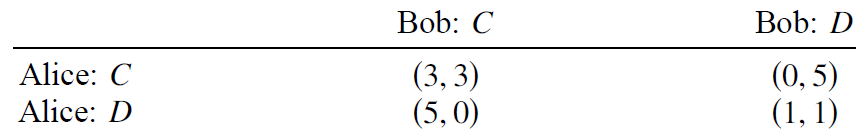 Bob: C Bob: D
Alice: C (3, 3) (0, 5)
Alice: D (5, 0) (1, 1)